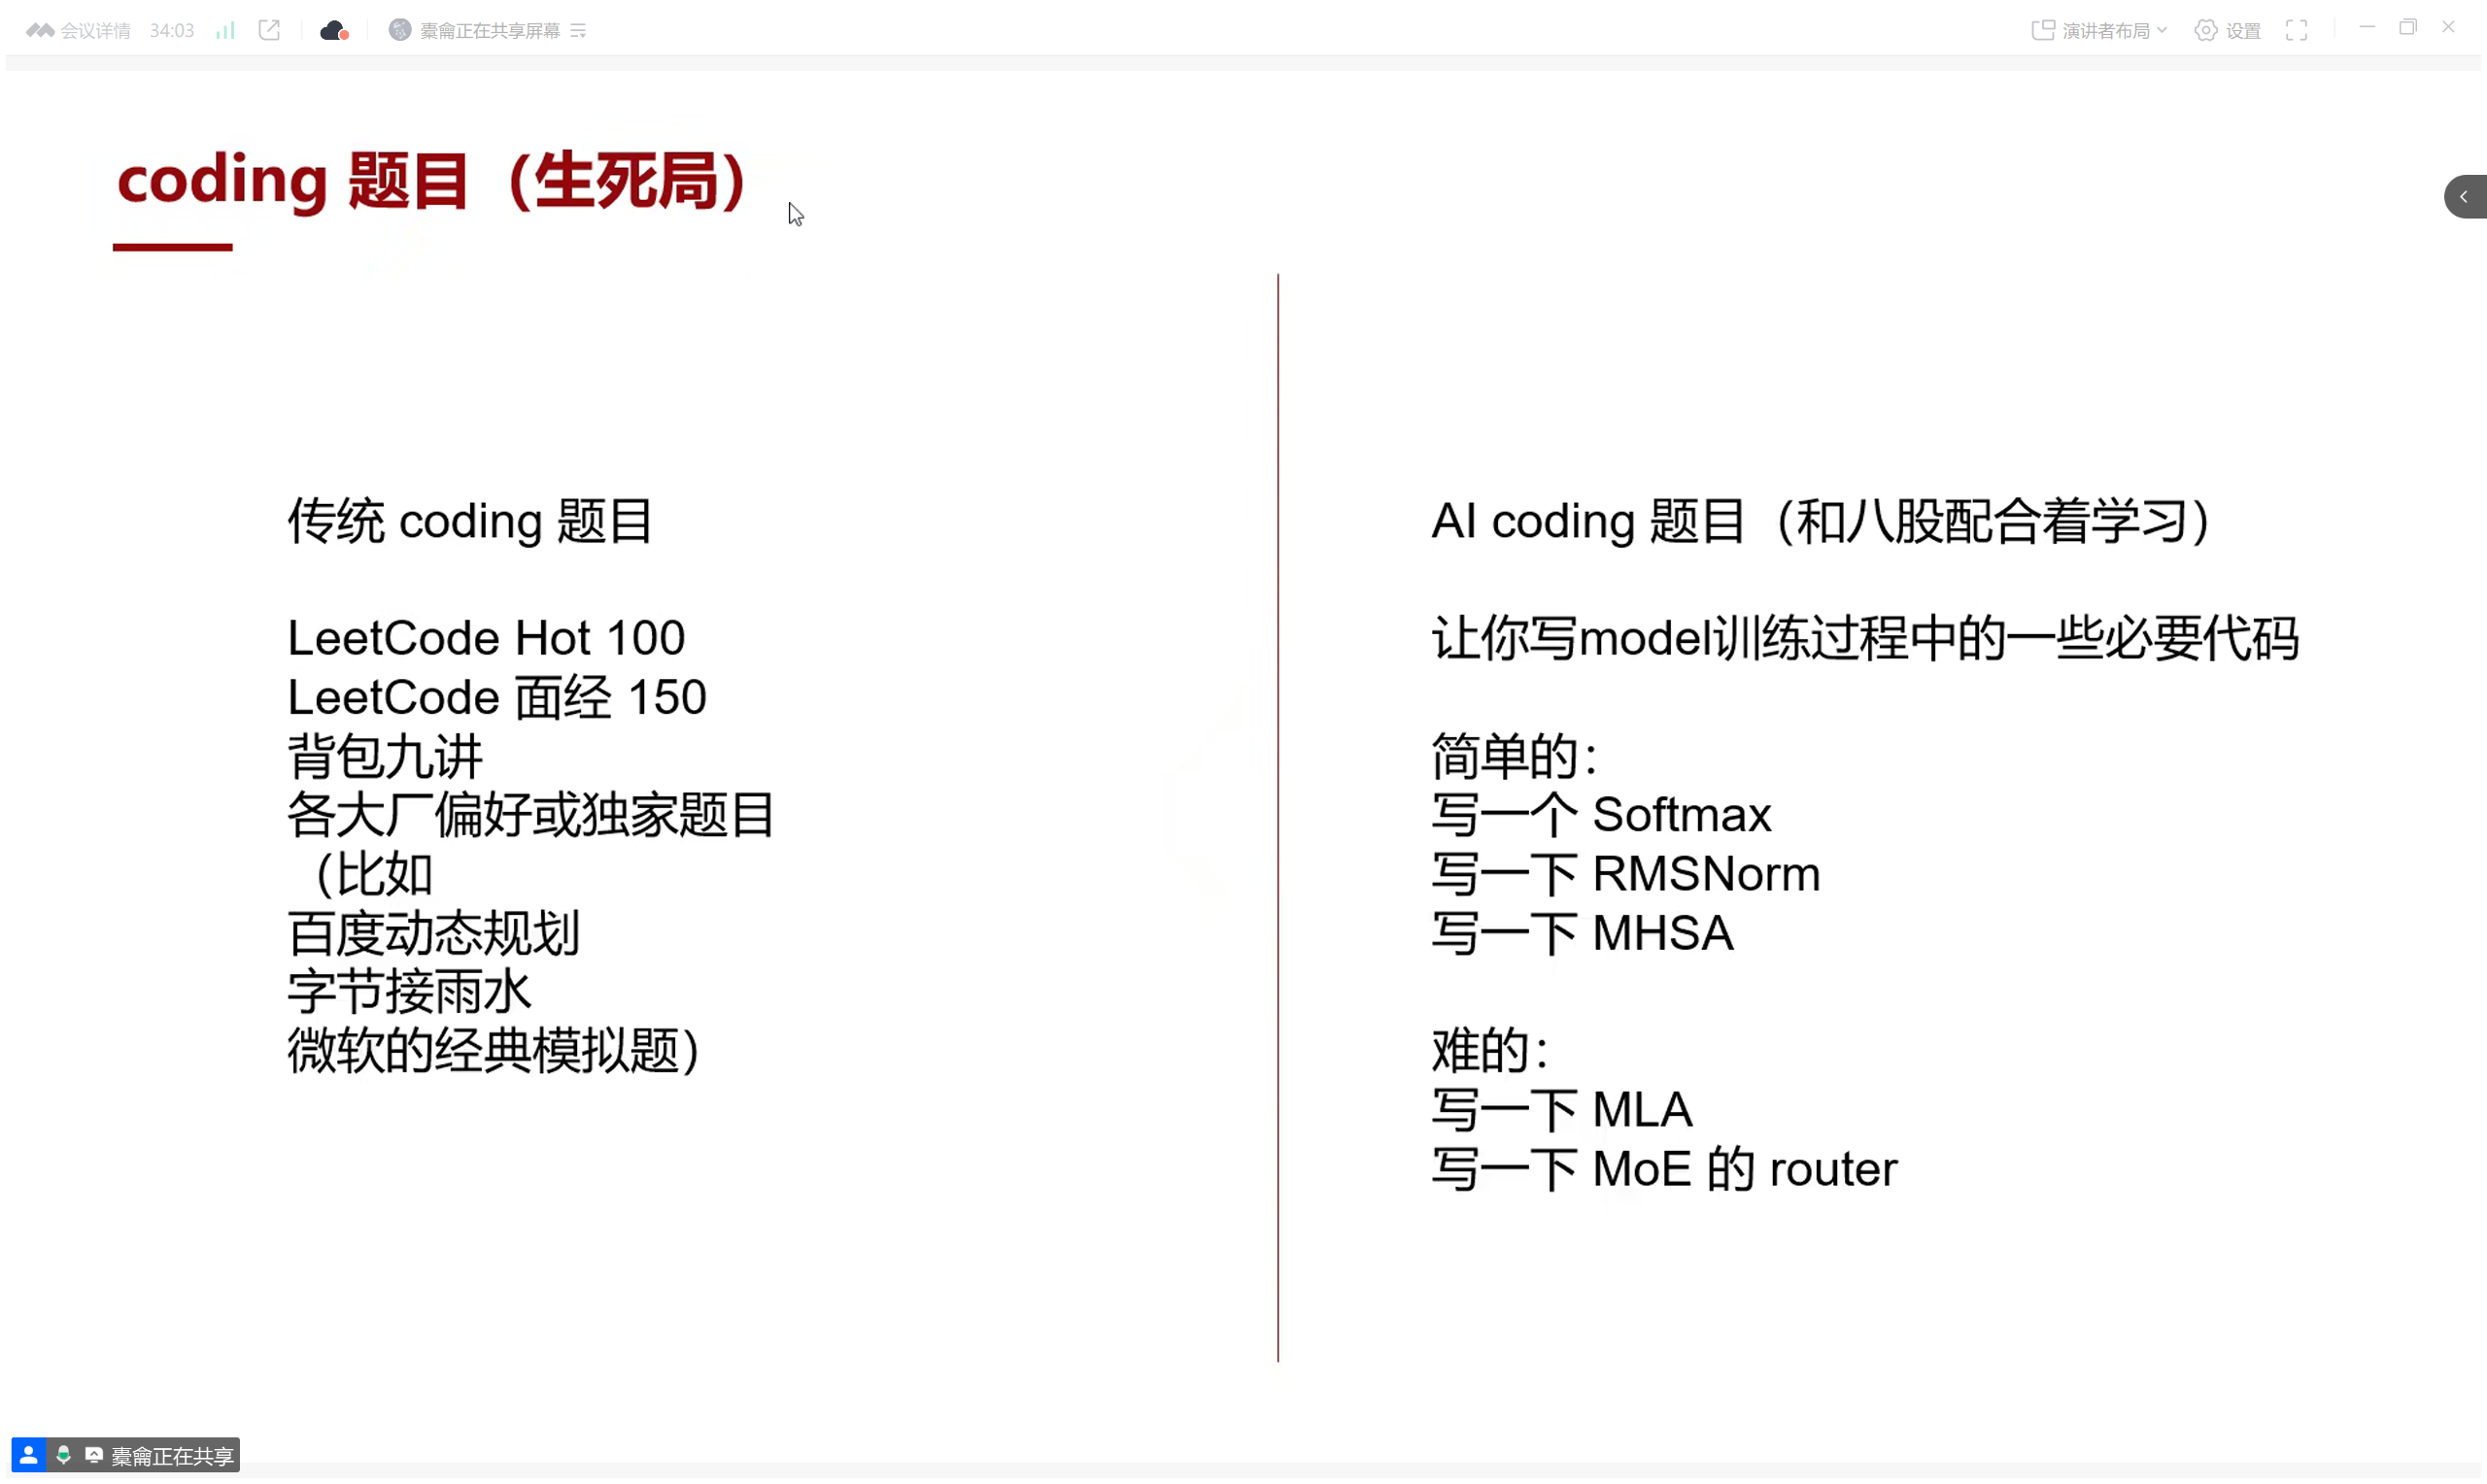 会议详情 34:03 橐龠正在共享屏幕 演讲者布局 设置
coding 题目（生死局）
传统 coding 题目
LeetCode Hot 100
LeetCode 面经 150
背包九讲
各大厂偏好或独家题目
（比如
百度动态规划
字节接雨水
微软的经典模拟题）
AI coding 题目（和八股配合着学习）
让你写model训练过程中的一些必要代码
简单的：
写一个 Softmax
写一下 RMSNorm
写一下 MHSA
难的：
写一下 MLA
写一下 MoE 的 router
橐龠正在共享